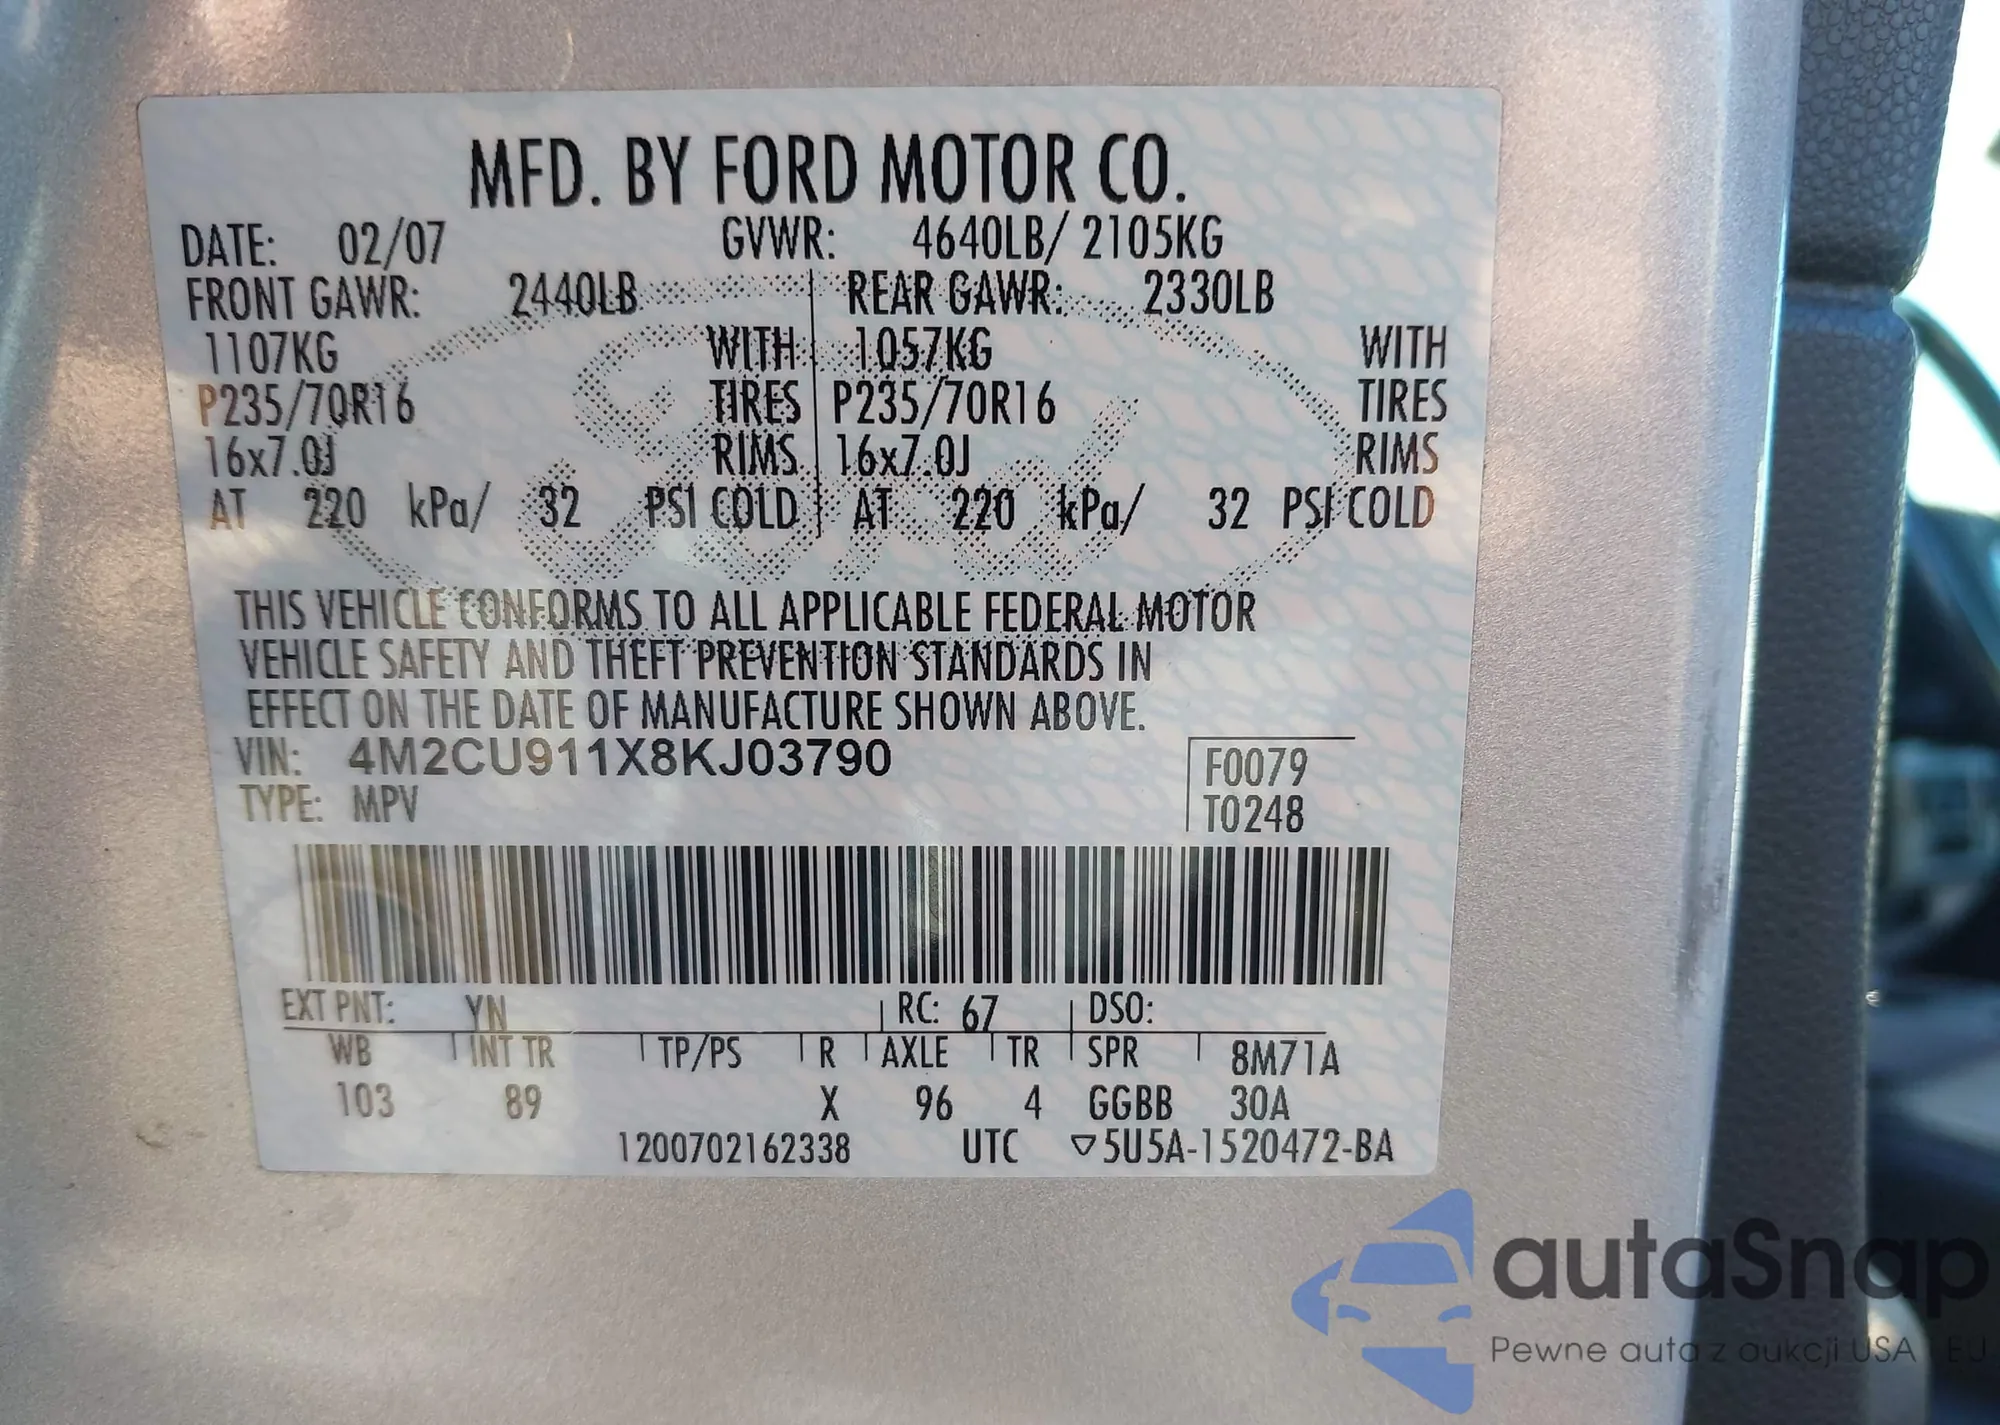 MFD. BY FORD MOTOR CO.
DATE: 02/07 GVWR: 4640LB/ 2105KG
FRONT GAWR: 2440LB REAR GAWR: 2330LB
1107KG WITH 1057KG WITH
P235/70R16 TIRES P235/70R16 TIRES
16x7.0J RIMS 16x7.0J RIMS
AT 220 kPa/ 32 PSI COLD AT 220 kPa/ 32 PSI COLD
THIS VEHICLE CONFORMS TO ALL APPLICABLE FEDERAL MOTOR
VEHICLE SAFETY AND THEFT PREVENTION STANDARDS IN
EFFECT ON THE DATE OF MANUFACTURE SHOWN ABOVE.
VIN: 4M2CU911X8KJ03790 F0079
TYPE: MPV T0248
EXT PNT: YN RC: 67 DSO:
WB INT TR TP/PS R AXLE TR SPR 8M71A
103 89 X 96 4 GGBB 30A
1200702162338 UTC ▽5U5A-1520472-BA
Ford
autaSnap
Pewne auta z aukcji USA i EU